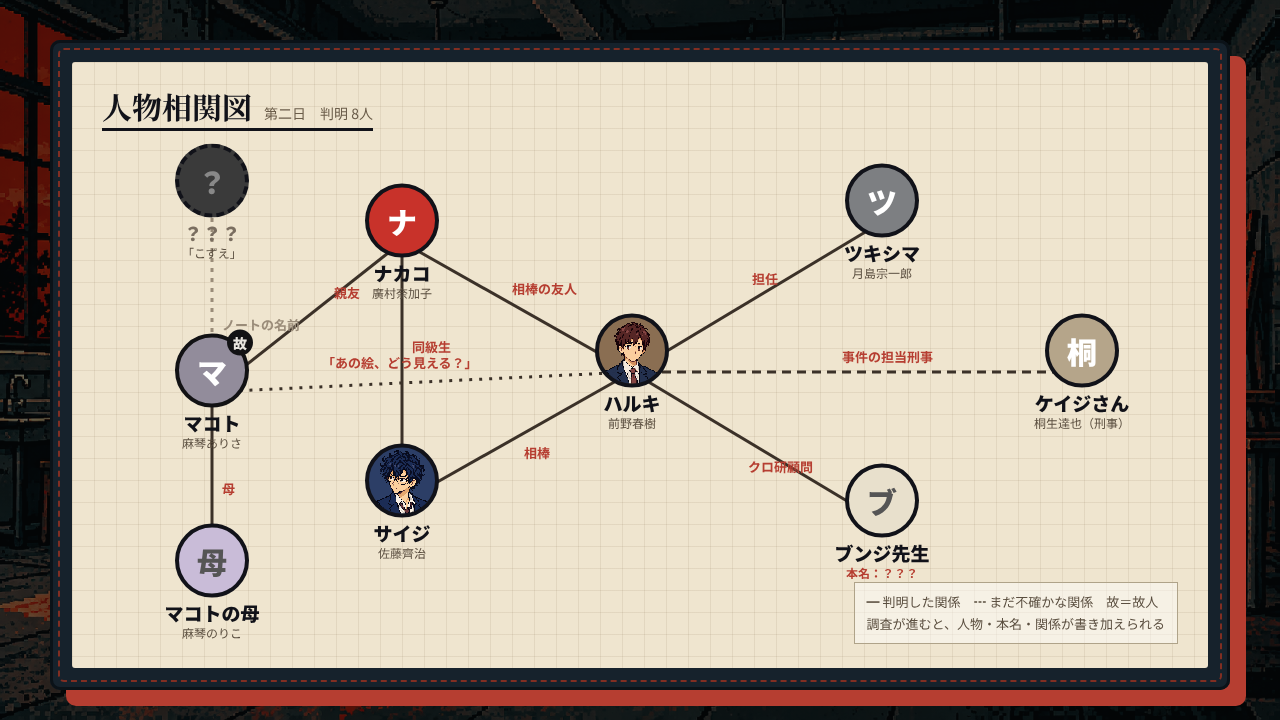 人物相関図 第二日 判明 8人
？
？？？
「こずえ」
ノートの名前
ナ
ナカコ
廣村奈加子
親友
相棒の友人
ツ
ツキシマ
月島宗一郎
担任
同級生
「あの絵、どう見える？」
マ
故
マコト
麻琴ありさ
母
母
マコトの母
麻琴のりこ
サイジ
佐藤齊治
相棒
ハルキ
前野春樹
事件の担当刑事
桐
ケイジさん
桐生達也（刑事）
クロ研顧問
ブ
ブンジ先生
本名：？？？
━ 判明した関係 ┅ まだ不確かな関係 故＝故人
調査が進むと、人物・本名・関係が書き加えられる